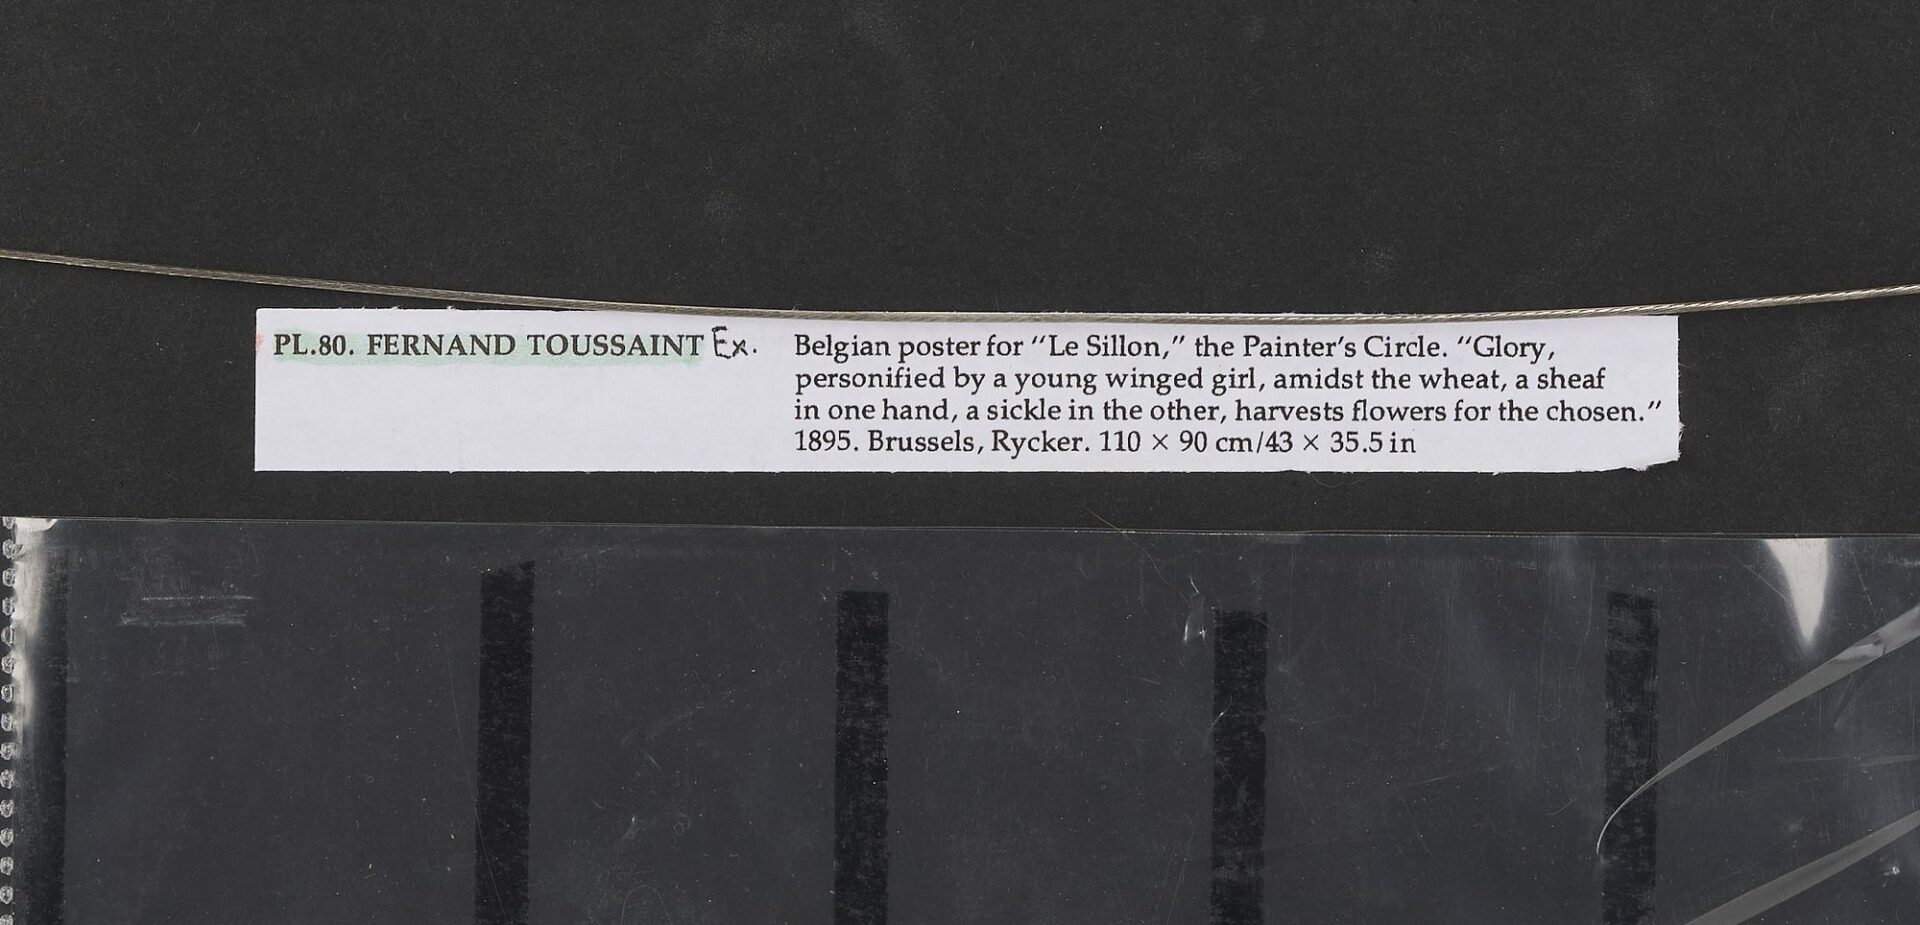 PL.80. FERNAND TOUSSAINT Ex.
Belgian poster for “Le Sillon,” the Painter’s Circle. “Glory,
personified by a young winged girl, amidst the wheat, a sheaf
in one hand, a sickle in the other, harvests flowers for the chosen.”
1895. Brussels, Rycker. 110 × 90 cm/43 × 35.5 in